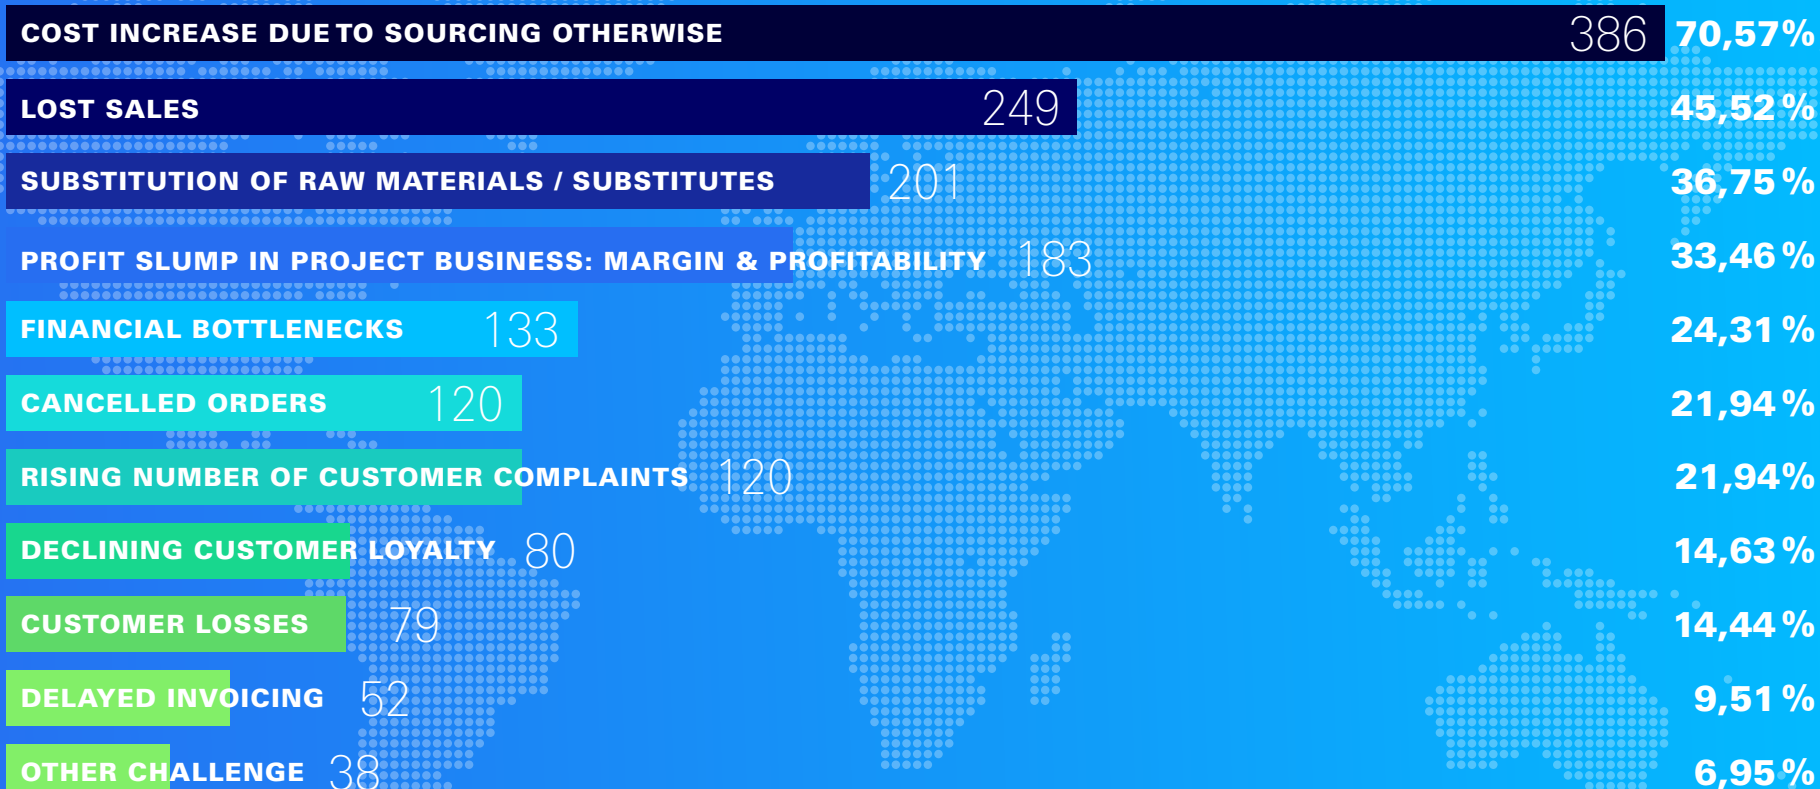 COST INCREASE DUE TO SOURCING OTHERWISE 386 70,57%
LOST SALES 249 45,52 %
SUBSTITUTION OF RAW MATERIALS / SUBSTITUTES 201 36,75 %
PROFIT SLUMP IN PROJECT BUSINESS: MARGIN & PROFITABILITY 183 33,46 %
FINANCIAL BOTTLENECKS 133 24,31 %
CANCELLED ORDERS 120 21,94 %
RISING NUMBER OF CUSTOMER COMPLAINTS 120 21,94%
DECLINING CUSTOMER LOYALTY 80 14,63 %
CUSTOMER LOSSES 79 14,44 %
DELAYED INVOICING 52 9,51 %
OTHER CHALLENGE 38 6,95 %